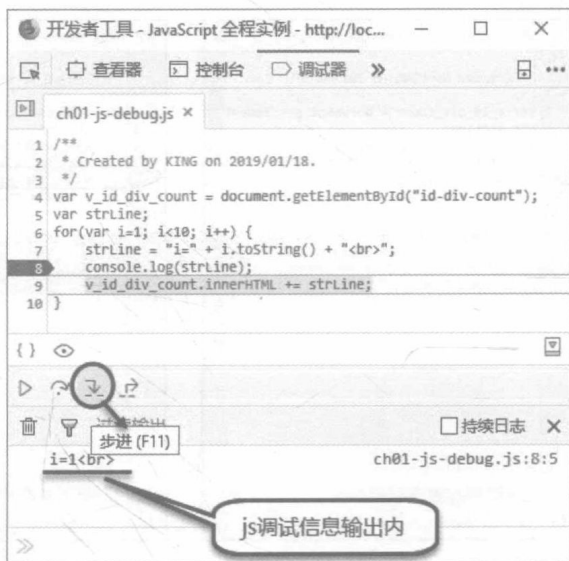 开发者工具 - JavaScript 全程实例 - http://loc...
查看器 控制台 调试器 »
ch01-js-debug.js ×
1 /**
2 * Created by KING on 2019/01/18.
3 */
4 var v_id_div_count = document.getElementById("id-div-count");
5 var strLine;
6 for(var i=1; i<10; i++) {
7 strLine = "i=" + i.toString() + "<br>";
8 console.log(strLine);
9 v_id_div_count.innerHTML += strLine;
10 }
{ }
持续日志
步进 (F11)
i=1<br> ch01-js-debug.js:8:5
js调试信息输出内
»